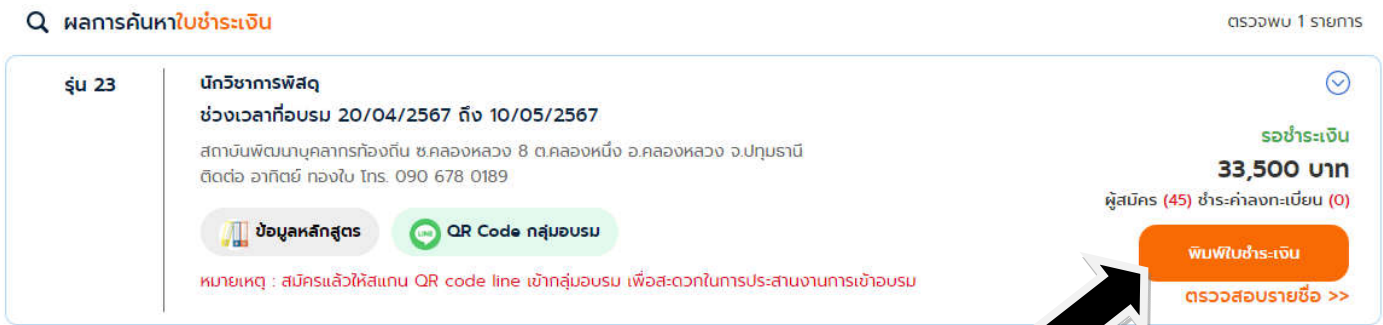 ผลการค้นหาใบชำระเงิน
ตรวจพบ 1 รายการ
รุ่น 23
นักวิชาการพัสดุ
ช่วงเวลาที่อบรม 20/04/2567 ถึง 10/05/2567
สถาบันพัฒนาบุคลากรท้องถิ่น ซ.คลองหลวง 8 ต.คลองหนึ่ง อ.คลองหลวง จ.ปทุมธานี
ติดต่อ อาทิตย์ ทองใบ โทร. 090 678 0189
รอชำระเงิน
33,500 บาท
ผู้สมัคร (45) ชำระค่าลงทะเบียน (0)
ข้อมูลหลักสูตร
LINE
QR Code กลุ่มอบรม
พิมพ์ใบชำระเงิน
หมายเหตุ : สมัครแล้วให้สแกน QR code line เข้ากลุ่มอบรม เพื่อสะดวกในการประสานงานการเข้าอบรม
ตรวจสอบรายชื่อ >>